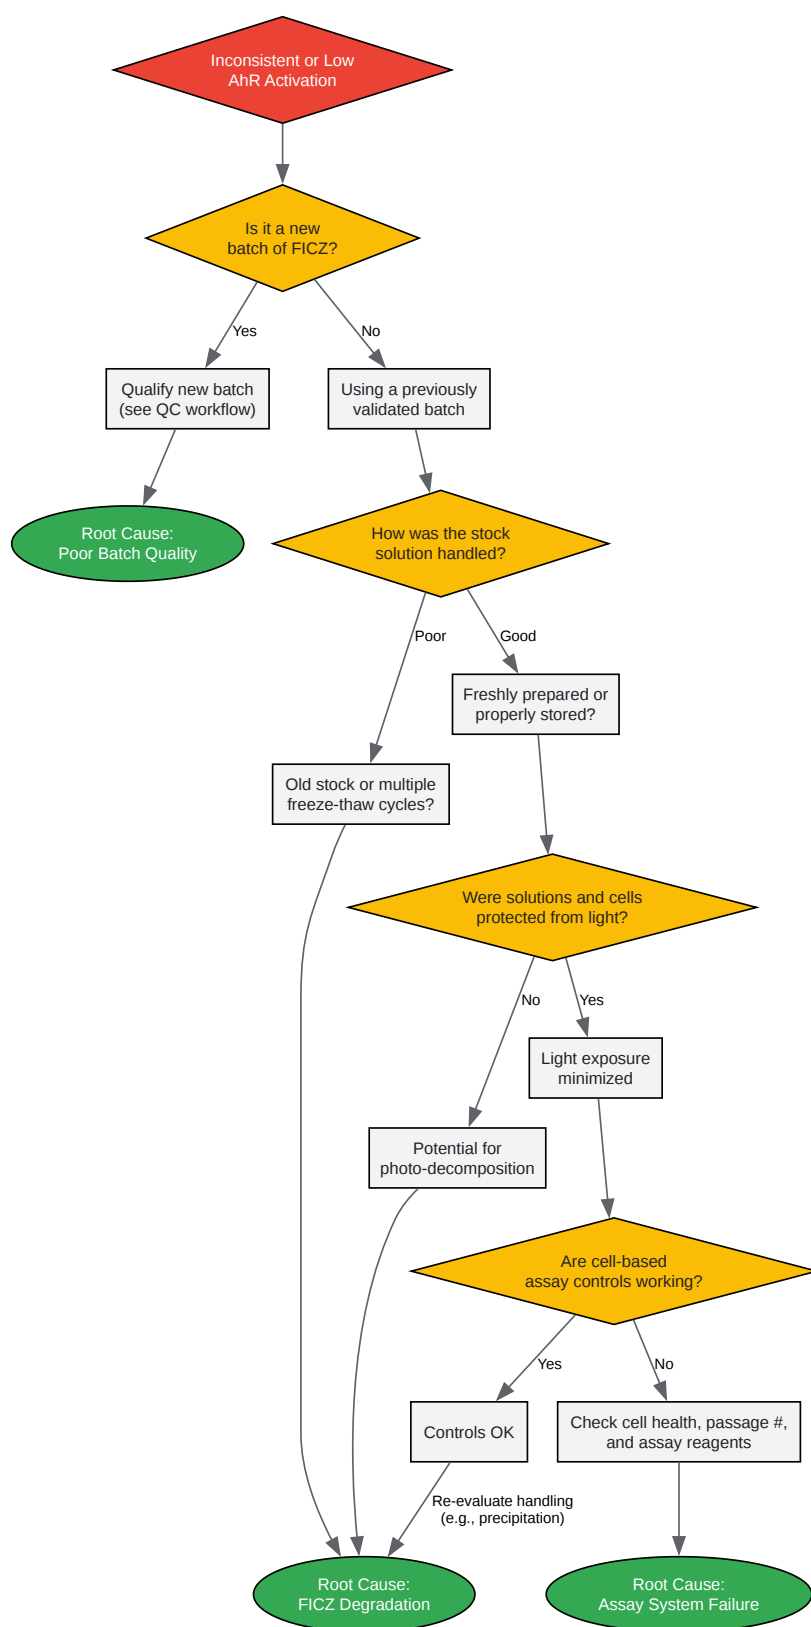 Inconsistent or Low
AhR Activation
Is it a new
batch of FICZ?
Yes
No
Qualify new batch
(see QC workflow)
Using a previously
validated batch
Root Cause:
Poor Batch Quality
How was the stock
solution handled?
Poor
Good
Freshly prepared or
properly stored?
Old stock or multiple
freeze-thaw cycles?
Were solutions and cells
protected from light?
No
Yes
Light exposure
minimized
Potential for
photo-decomposition
Are cell-based
assay controls working?
Yes
No
Controls OK
Check cell health, passage #,
and assay reagents
Re-evaluate handling
(e.g., precipitation)
Root Cause:
FICZ Degradation
Root Cause:
Assay System Failure